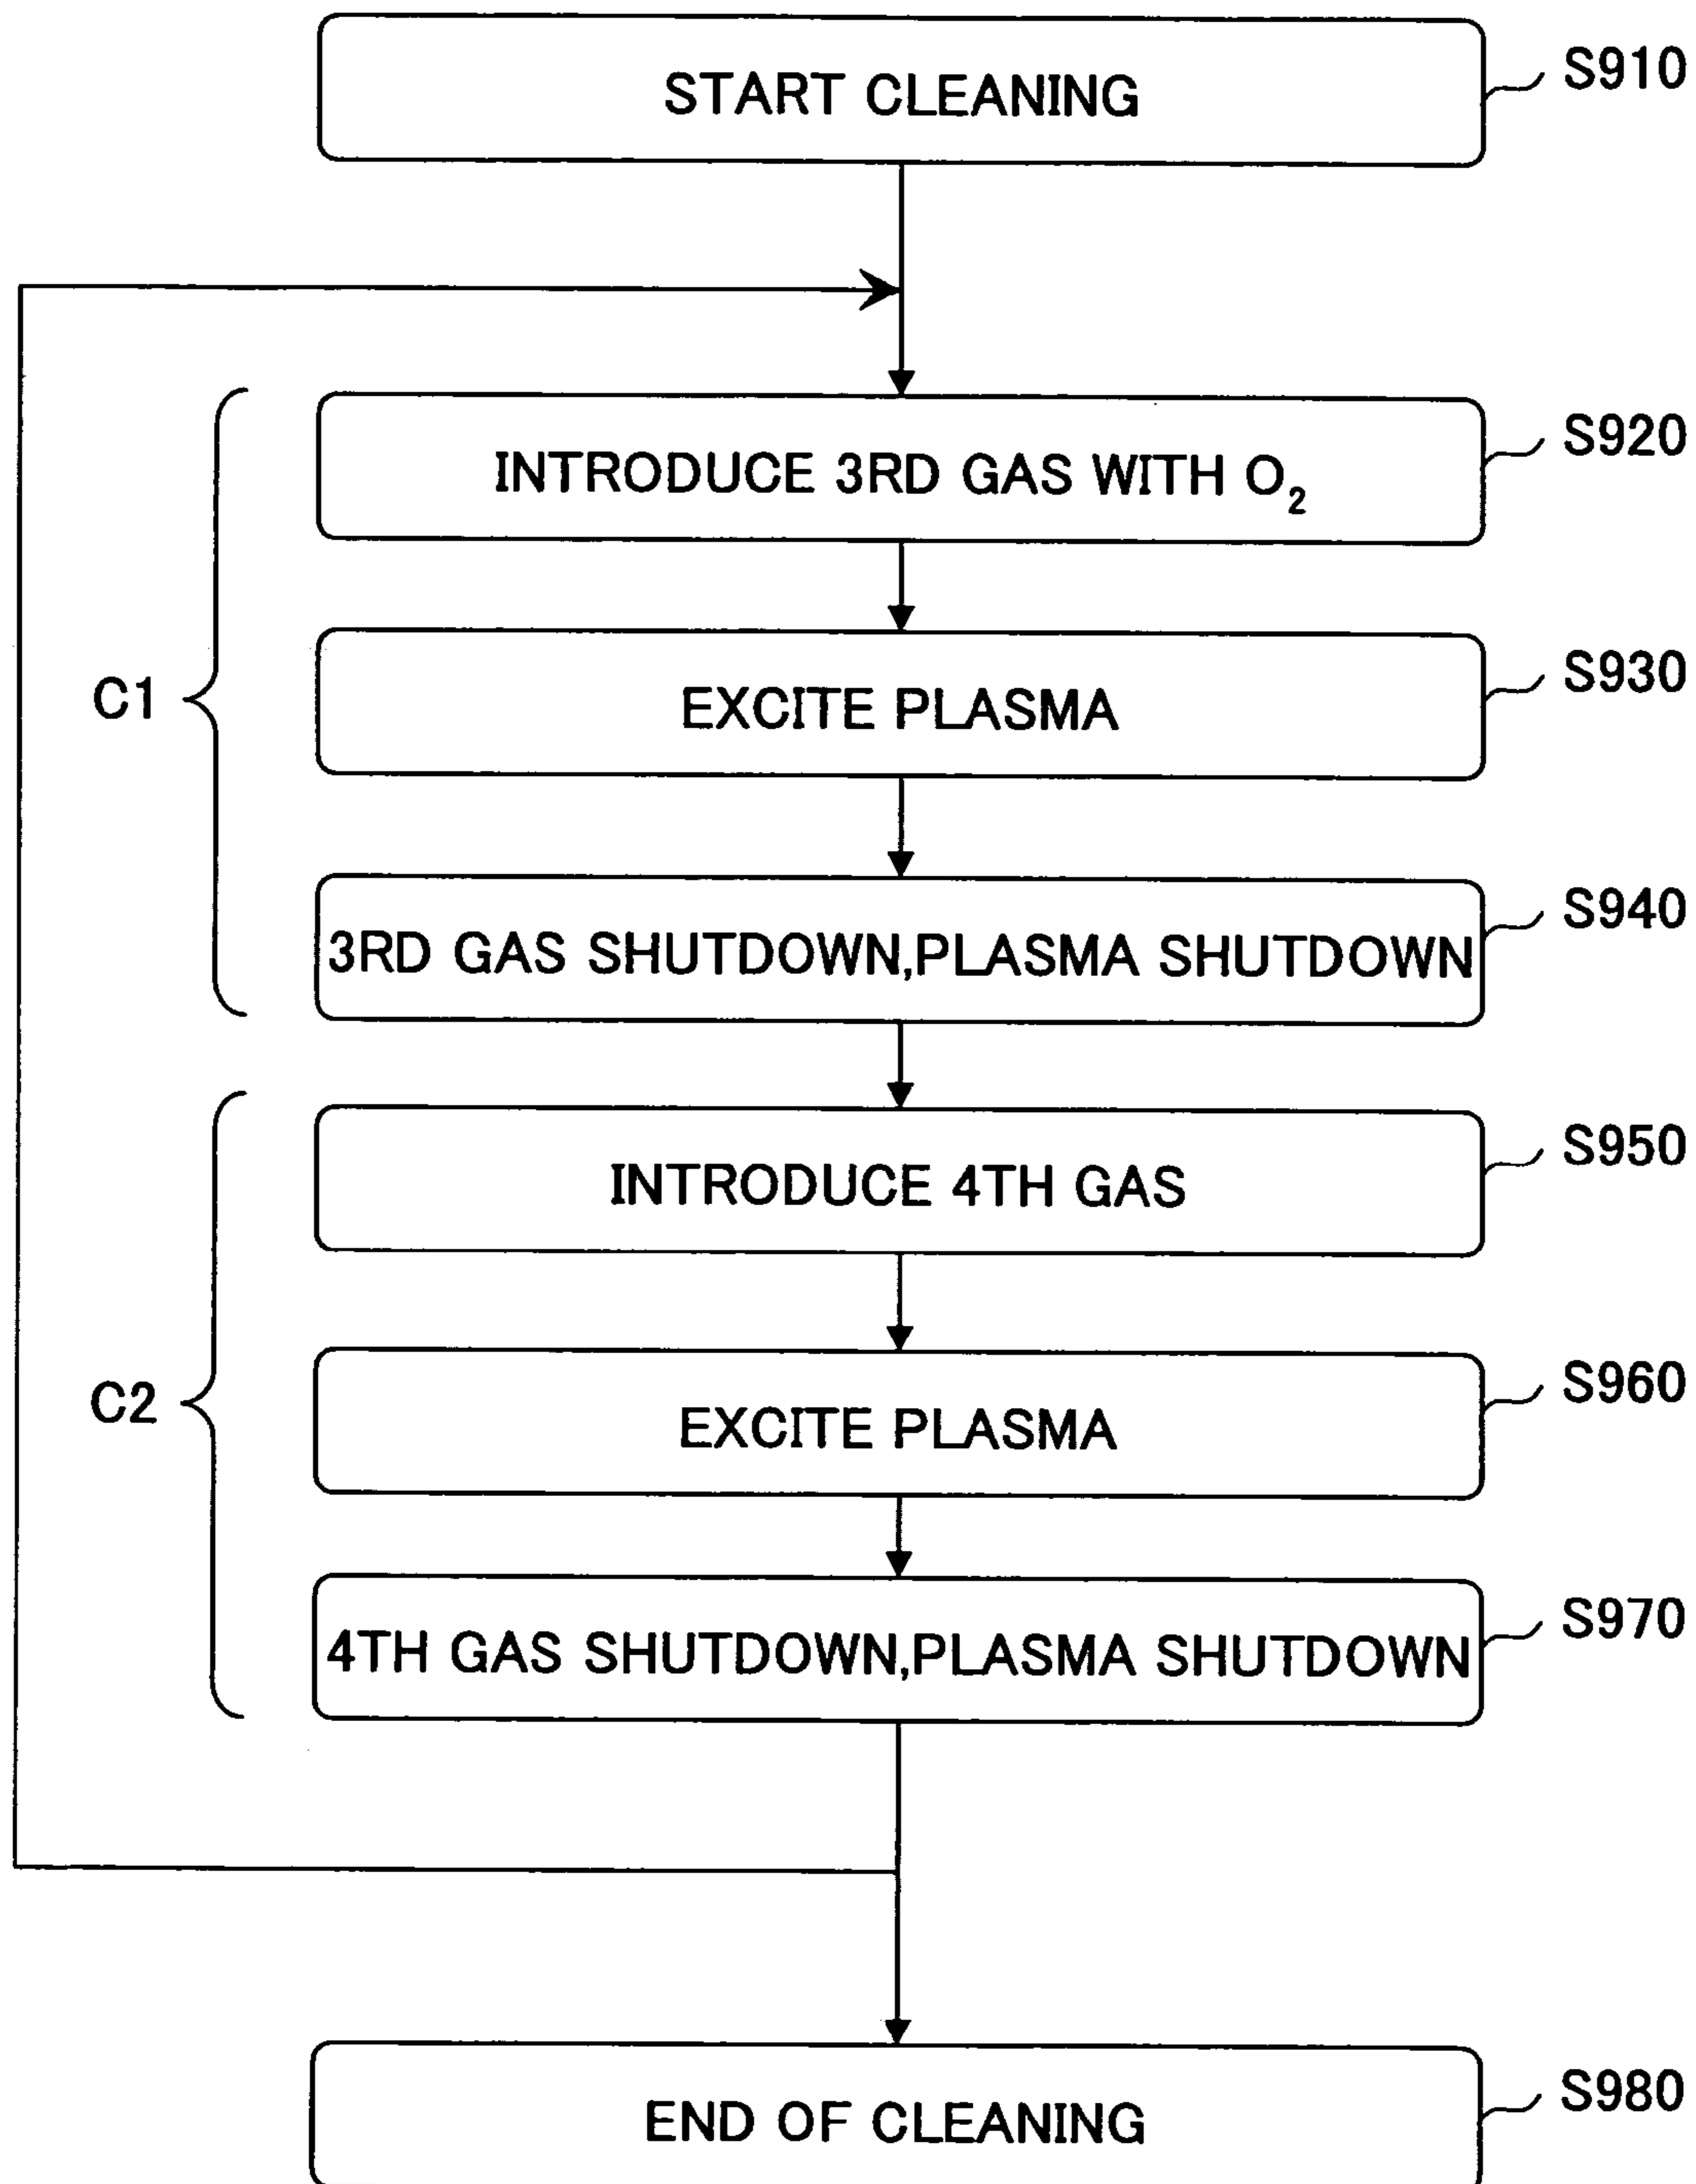 START CLEANING
S910
INTRODUCE 3RD GAS WITH O₂
S920
EXCITE PLASMA
S930
C1
3RD GAS SHUTDOWN,PLASMA SHUTDOWN
S940
INTRODUCE 4TH GAS
S950
EXCITE PLASMA
S960
C2
4TH GAS SHUTDOWN,PLASMA SHUTDOWN
S970
END OF CLEANING
S980